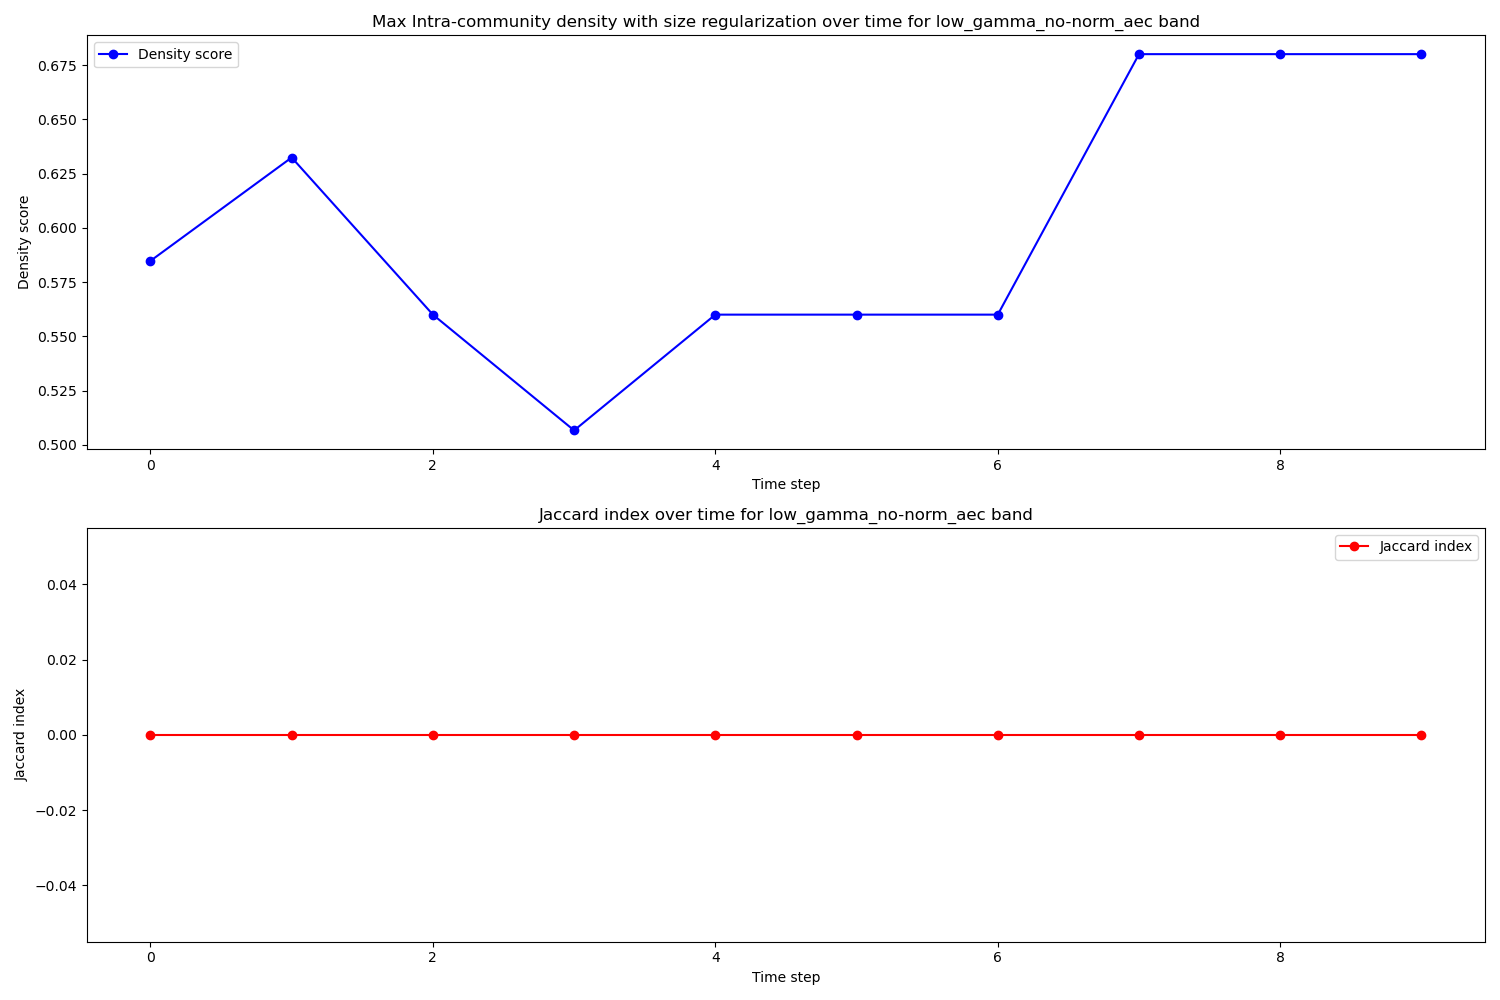 Max Intra-community density with size regularization over time for low_gamma_no-norm_aec band
Density score
0.675
0.650
0.625
0.600
0.575
0.550
0.525
0.500
Density score
0 2 4 6 8
Time step
Jaccard index over time for low_gamma_no-norm_aec band
Jaccard index
0.04
0.02
0.00
−0.02
−0.04
Jaccard index
0 2 4 6 8
Time step